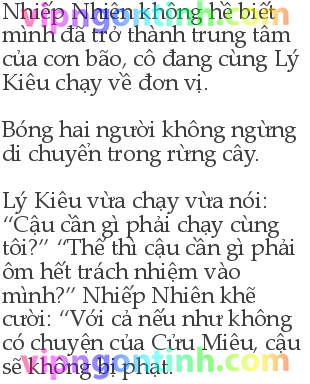 Nhiếp Nhiên không hề biết
vipngontinh.com
mình đã trở thành trung tâm
của cơn bão, cô đang cùng Lý
Kiêu chạy về đơn vị.
Bóng hai người không ngừng
di chuyển trong rừng cây.
Lý Kiêu vừa chạy vừa nói:
“Cậu cần gì phải chạy cùng
tôi?” “Thế thì cậu cần gì phải
ôm hết trách nhiệm vào
mình?” Nhiếp Nhiên khẽ
cười: “Với cả nếu như không
có chuyện của Cửu Miêu, cậu
sẽ không bị phạt.
vipngontinh.com